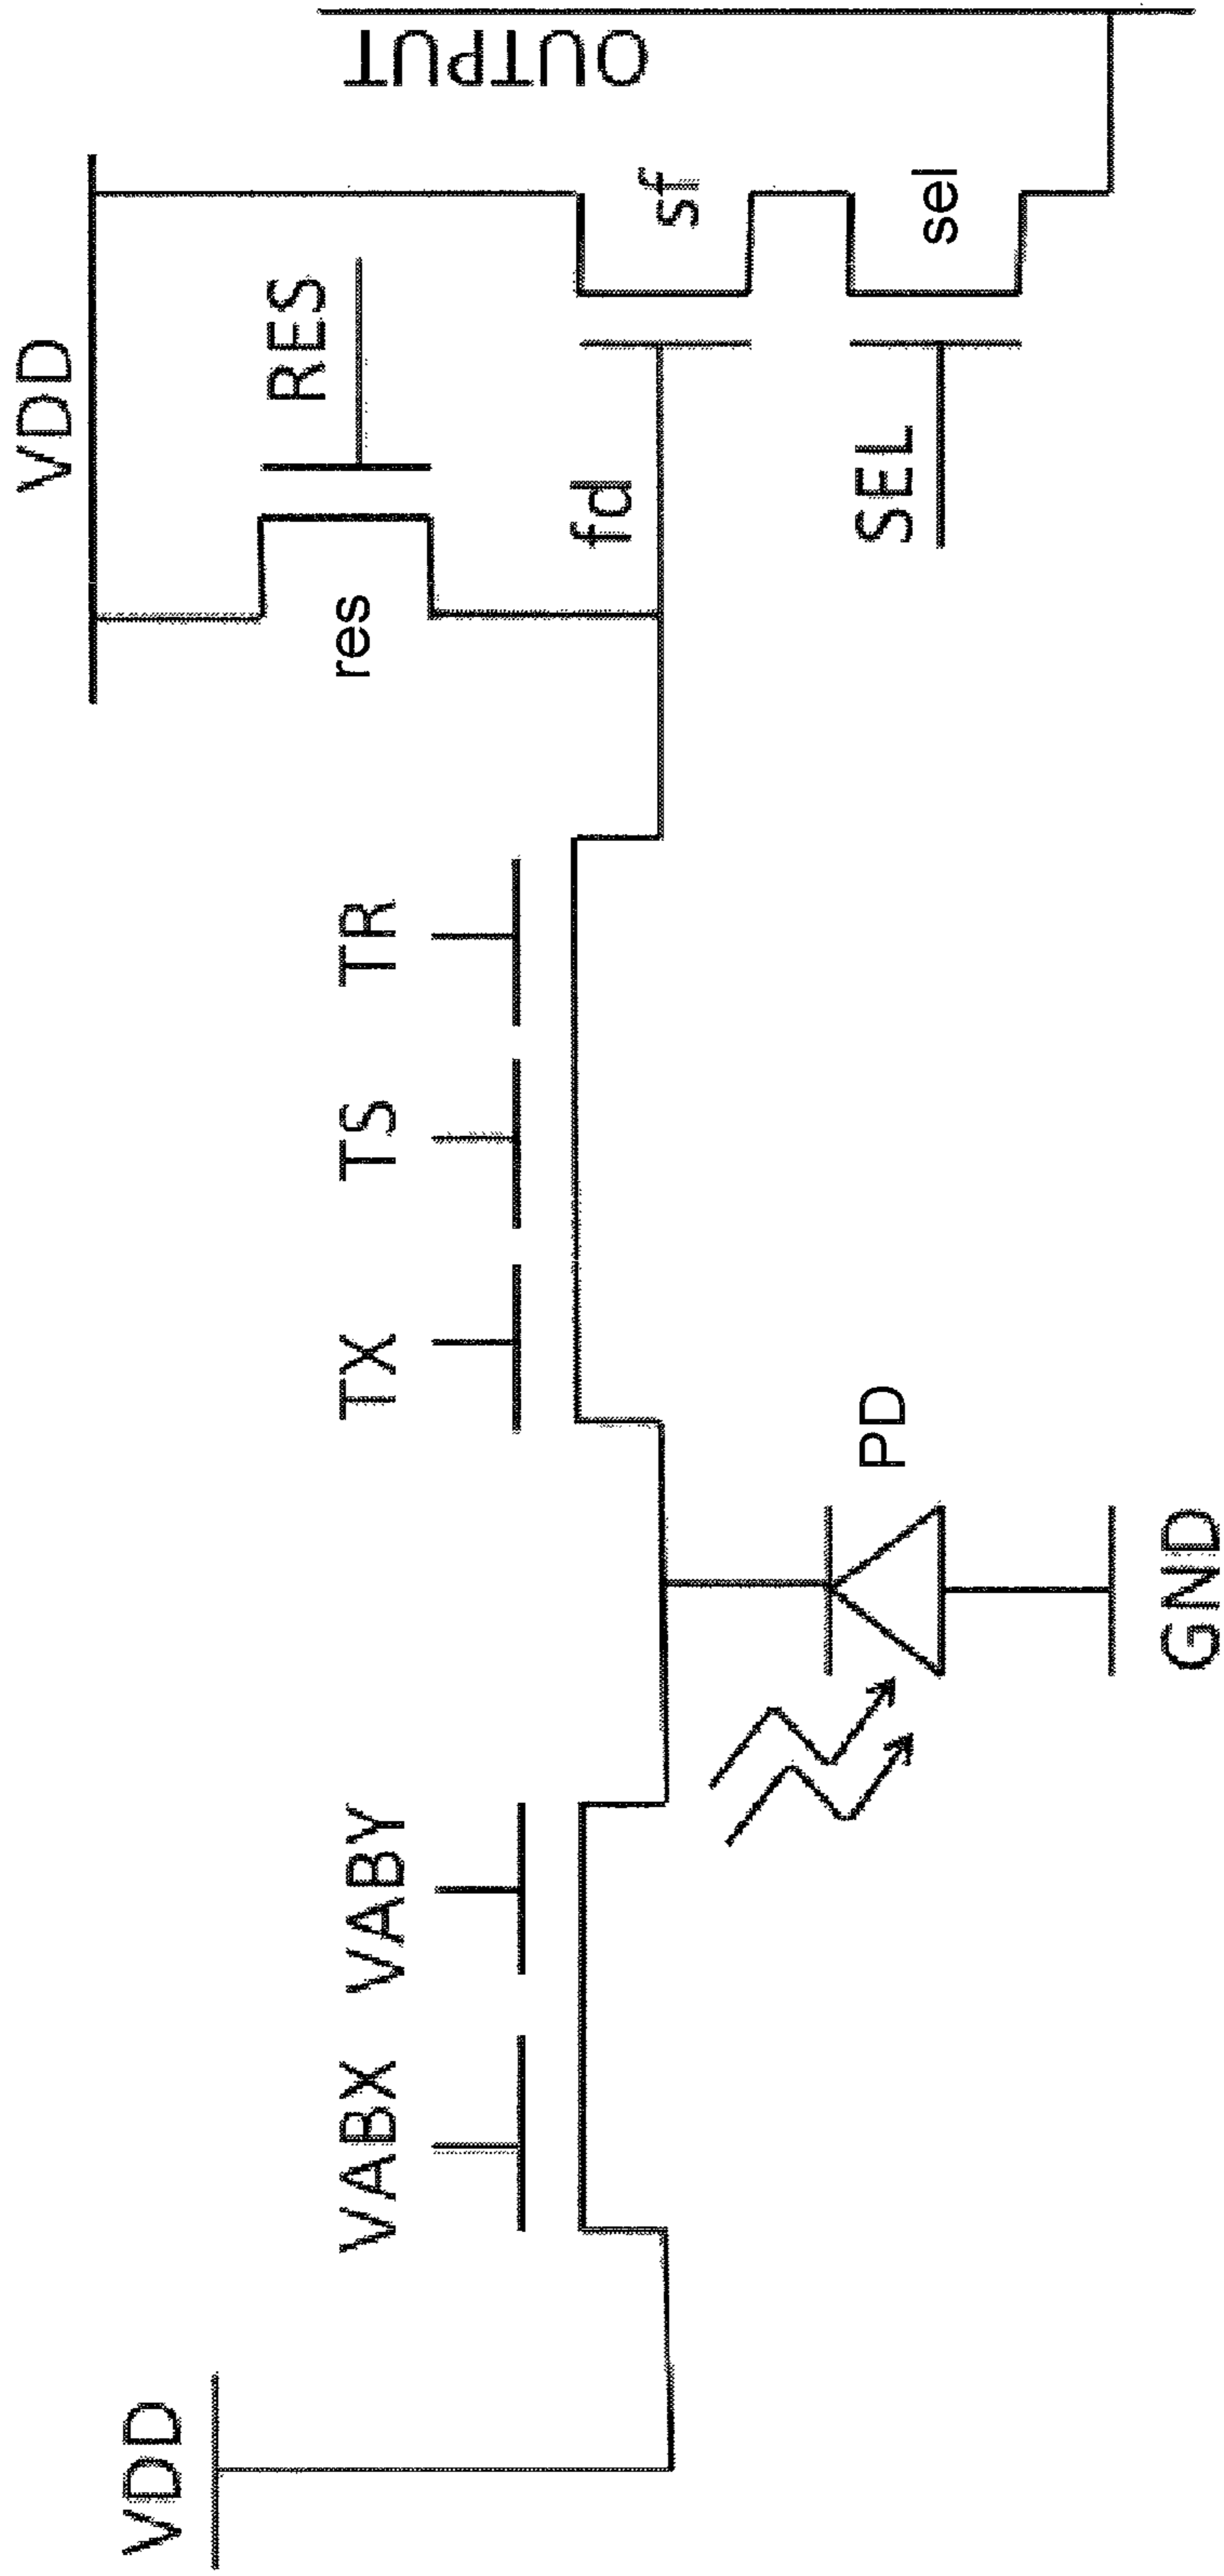 VDD
VABX
VABY
TX
TS
TR
VDD
RES
res
fd
sf
SEL
sel
OUTPUT
PD
GND